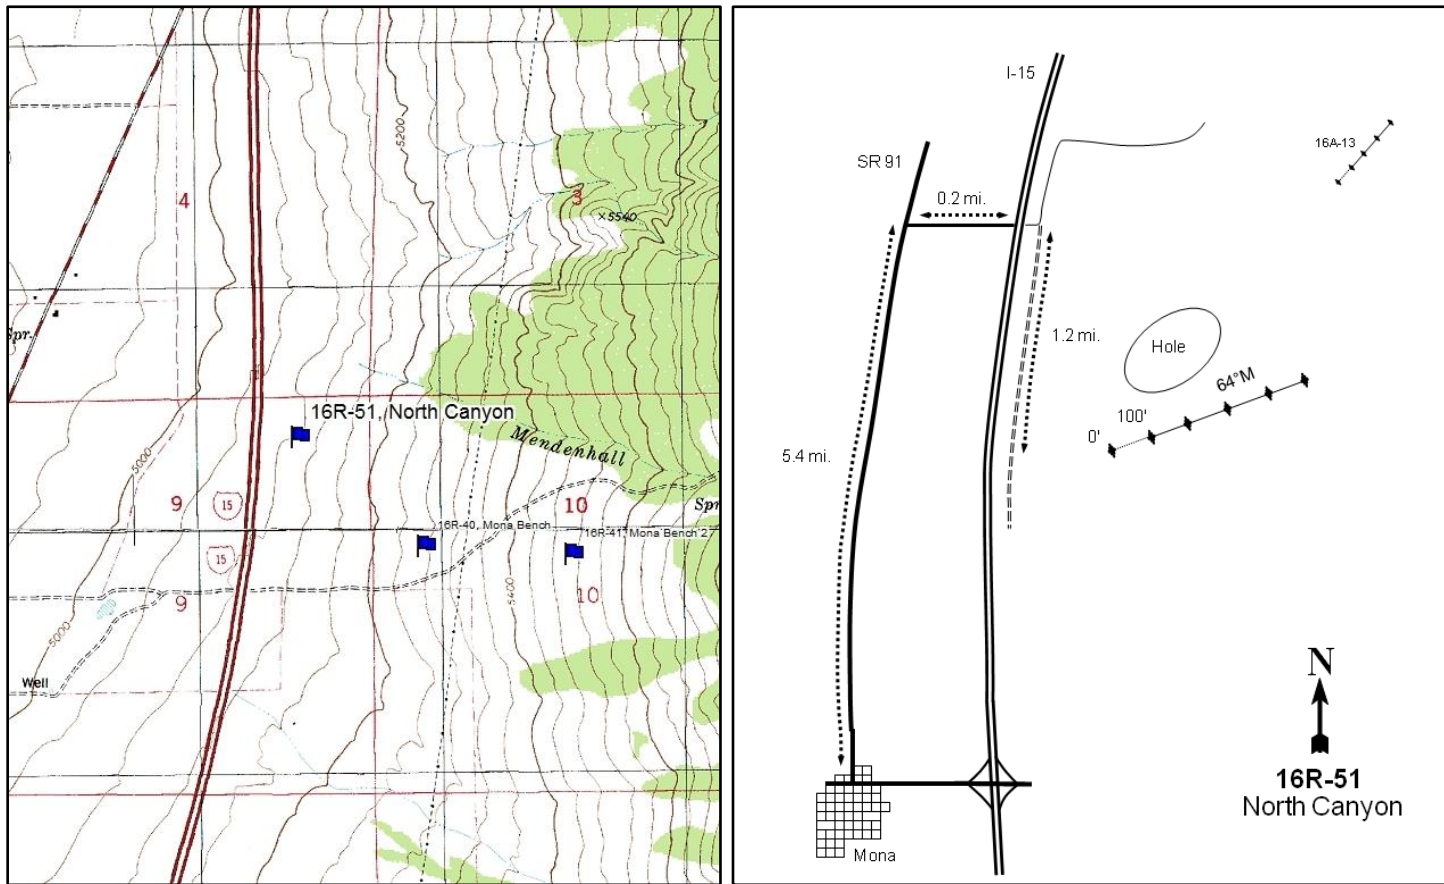 4
5200
3
×5540
Spr.
16R-51, North Canyon
Mendenhall
5000
9
15
10
Spr
16R-40, Mona Bench
16R-41, Mona Bench 27
15
5400
9
10
5000
Well
I-15
SR 91
16A-13
0.2 mi.
1.2 mi.
Hole
64°M
100'
0'
5.4 mi.
N
16R-51
North Canyon
Mona